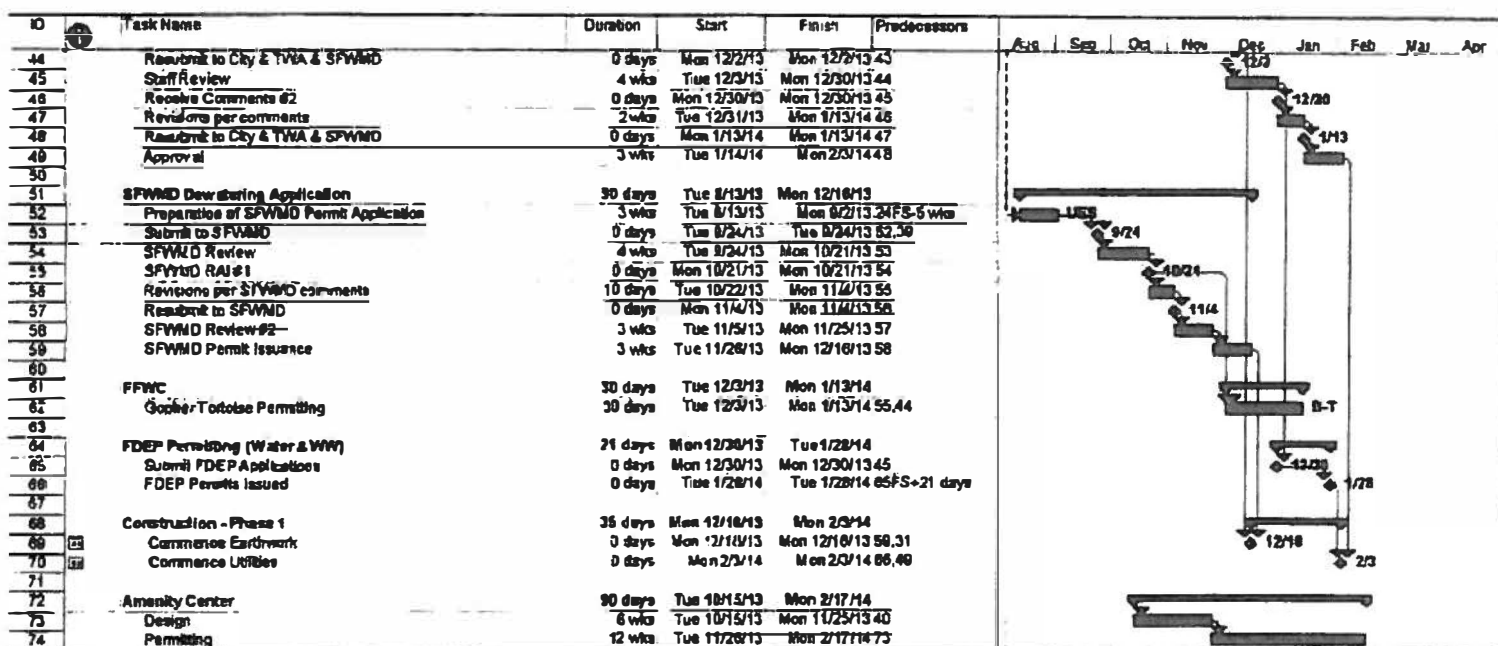 ID Task Name Duration Start Finish Predecessors Aug Sep Oct Nov Dec Jan Feb Mar Apr
44 Resubmit to City & TWA & SFWMD 0 days Mon 12/2/13 Mon 12/2/13 43 12/2
45 Staff Review 4 wks Tue 12/3/13 Mon 12/30/13 44
46 Receive Comments #2 0 days Mon 12/30/13 Mon 12/30/13 45 12/30
47 Revisions per comments 2 wks Tue 12/31/13 Mon 1/13/14 46
48 Resubmit to City & TWA & SFWMD 0 days Mon 1/13/14 Mon 1/13/14 47 1/13
49 Approval 3 wks Tue 1/14/14 Mon 2/3/14 48
50
51 SFWMD Dewatering Application 90 days Tue 8/13/13 Mon 12/16/13
52 Preparation of SFWMD Permit Application 3 wks Tue 8/13/13 Mon 9/2/13 24FS-6 wks
53 Submit to SFWMD 0 days Tue 9/24/13 Tue 9/24/13 52,39 9/24
54 SFWMD Review 4 wks Tue 9/24/13 Mon 10/21/13 53
55 SFWMD RAI #1 0 days Mon 10/21/13 Mon 10/21/13 54 10/21
56 Revisions per SFWMD comments 10 days Tue 10/22/13 Mon 11/4/13 55
57 Resubmit to SFWMD 0 days Mon 11/4/13 Mon 11/4/13 56 11/4
58 SFWMD Review #2 3 wks Tue 11/5/13 Mon 11/25/13 57
59 SFWMD Permit Issuance 3 wks Tue 11/26/13 Mon 12/16/13 58
60
61 FFWC 30 days Tue 12/3/13 Mon 1/13/14
62 Gopher Tortoise Permitting 30 days Tue 12/3/13 Mon 1/13/14 55,44 B-T
63
64 FDEP Permitting (Water & WW) 21 days Mon 12/30/13 Tue 1/28/14
65 Submit FDEP Applications 0 days Mon 12/30/13 Mon 12/30/13 45 12/30
66 FDEP Permits Issued 0 days Tue 1/28/14 Tue 1/28/14 65FS+21 days 1/28
67
68 Construction - Phase 1 35 days Mon 12/16/13 Mon 2/3/14
69 Commence Earthwork 0 days Mon 12/16/13 Mon 12/16/13 59,31 12/16
70 Commence Utilities 0 days Mon 2/3/14 Mon 2/3/14 66,49 2/3
71
72 Amenity Center 90 days Tue 10/15/13 Mon 2/17/14
73 Design 6 wks Tue 10/15/13 Mon 11/25/13 40
74 Permitting 12 wks Tue 11/26/13 Mon 2/17/14 73